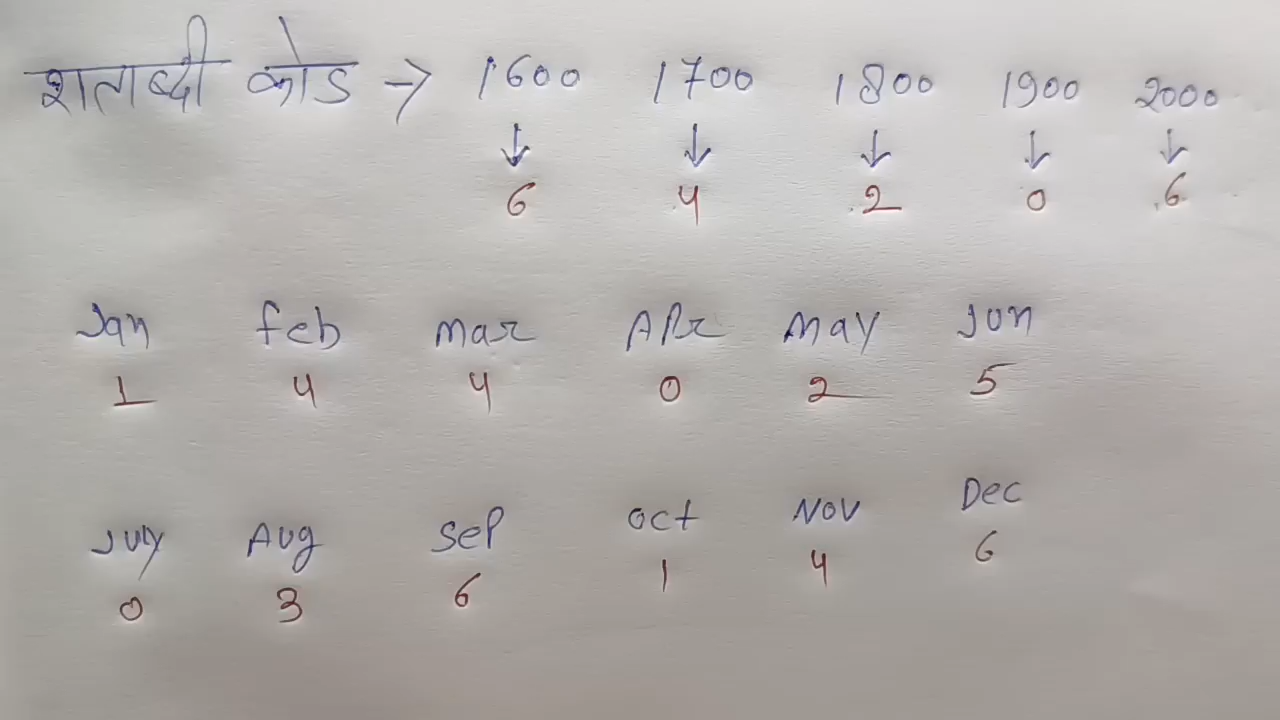 शताब्दी कोड → 1600 1700 1800 1900 2000
↓ ↓ ↓ ↓ ↓
6 4 2 0 6
Jan feb mar APr may Jun
1 4 4 0 2 5
July Aug Sep oct Nov Dec
0 3 6 1 4 6